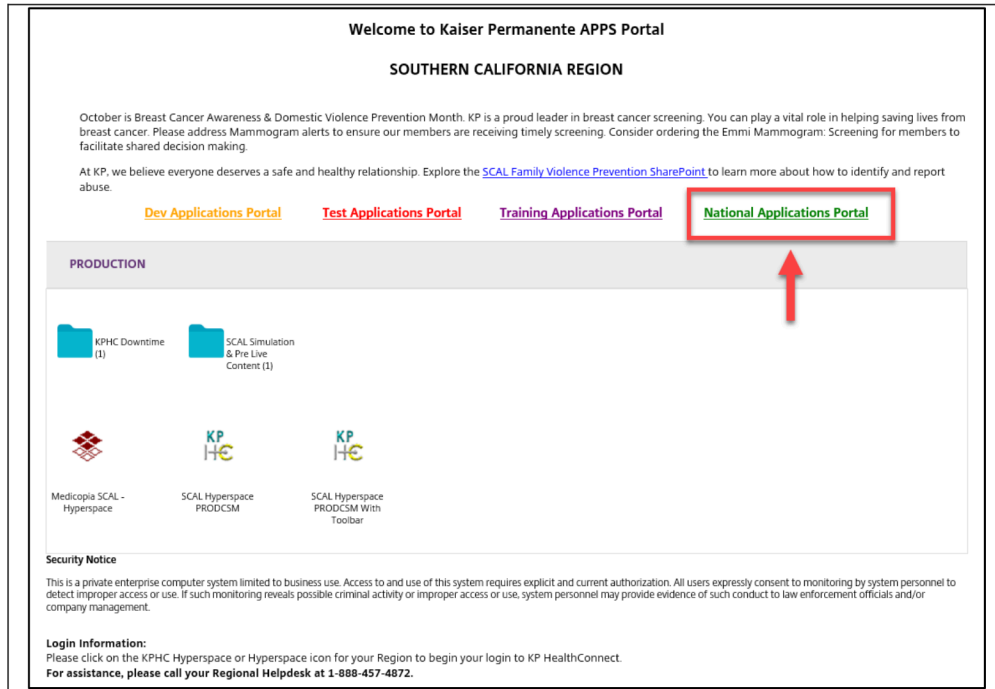 Welcome to Kaiser Permanente APPS Portal
SOUTHERN CALIFORNIA REGION
October is Breast Cancer Awareness & Domestic Violence Prevention Month. KP is a proud leader in breast cancer screening. You can play a vital role in helping saving lives from
breast cancer. Please address Mammogram alerts to ensure our members are receiving timely screening. Consider ordering the Emmi Mammogram: Screening for members to
facilitate shared decision making.
At KP, we believe everyone deserves a safe and healthy relationship. Explore the SCAL Family Violence Prevention SharePoint to learn more about how to identify and report
abuse.
Dev Applications Portal Test Applications Portal Training Applications Portal National Applications Portal
PRODUCTION
KPHC Downtime
(1)
SCAL Simulation
& Pre Live
Content (1)
KP
HC
KP
HC
Medicopia SCAL -
Hyperspace
SCAL Hyperspace
PRODCSM
SCAL Hyperspace
PRODCSM With
Toolbar
Security Notice
This is a private enterprise computer system limited to business use. Access to and use of this system requires explicit and current authorization. All users expressly consent to monitoring by system personnel to
detect improper access or use. If such monitoring reveals possible criminal activity or improper access or use, system personnel may provide evidence of such conduct to law enforcement officials and/or
company management.
Login Information:
Please click on the KPHC Hyperspace or Hyperspace icon for your Region to begin your login to KP HealthConnect.
For assistance, please call your Regional Helpdesk at 1-888-457-4872.